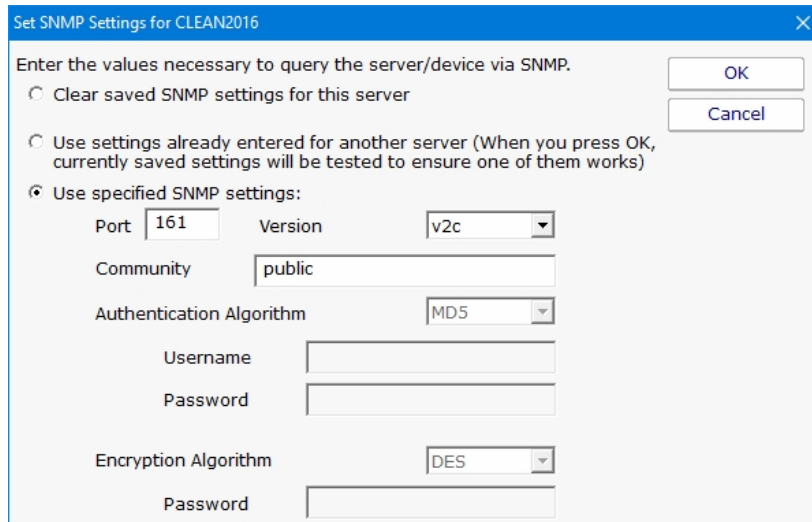 Set SNMP Settings for CLEAN2016
Enter the values necessary to query the server/device via SNMP.
OK
Clear saved SNMP settings for this server
Cancel
Use settings already entered for another server (When you press OK,
currently saved settings will be tested to ensure one of them works)
Use specified SNMP settings:
Port 161 Version v2c
Community public
Authentication Algorithm MD5
Username
Password
Encryption Algorithm DES
Password